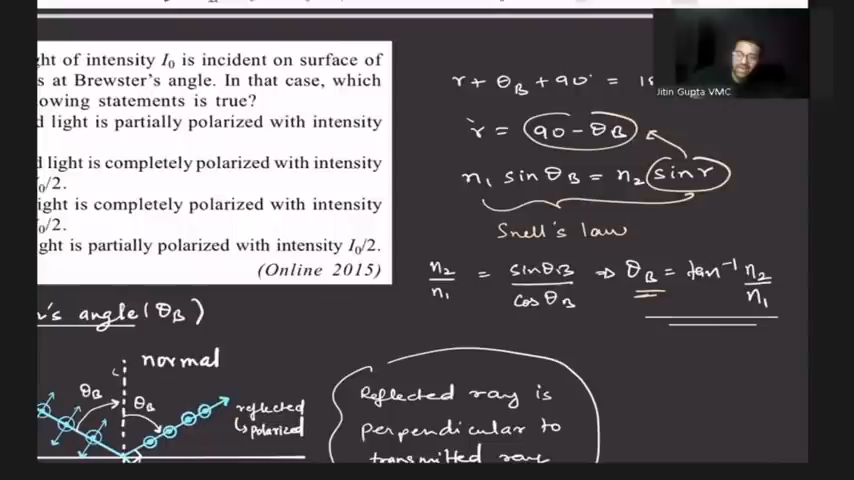 ht of intensity I₀ is incident on surface of
s at Brewster's angle. In that case, which
owing statements is true?
d light is partially polarized with intensity
d light is completely polarized with intensity
₀/2.
ight is completely polarized with intensity
₀/2.
ght is partially polarized with intensity I₀/2.
(Online 2015)
Jitin Gupta VMC
r + θB + 90° = 18
r = 90 - θB
n₁ sin θB = n₂ sin r
Snell's law
n₂/n₁ = sinθB/cosθB ⇒ θB = tan⁻¹ n₂/n₁
's angle (θB)
normal
θB
θB
reflected
↳ polarized
Reflected ray is
perpendicular to
transmitted ray